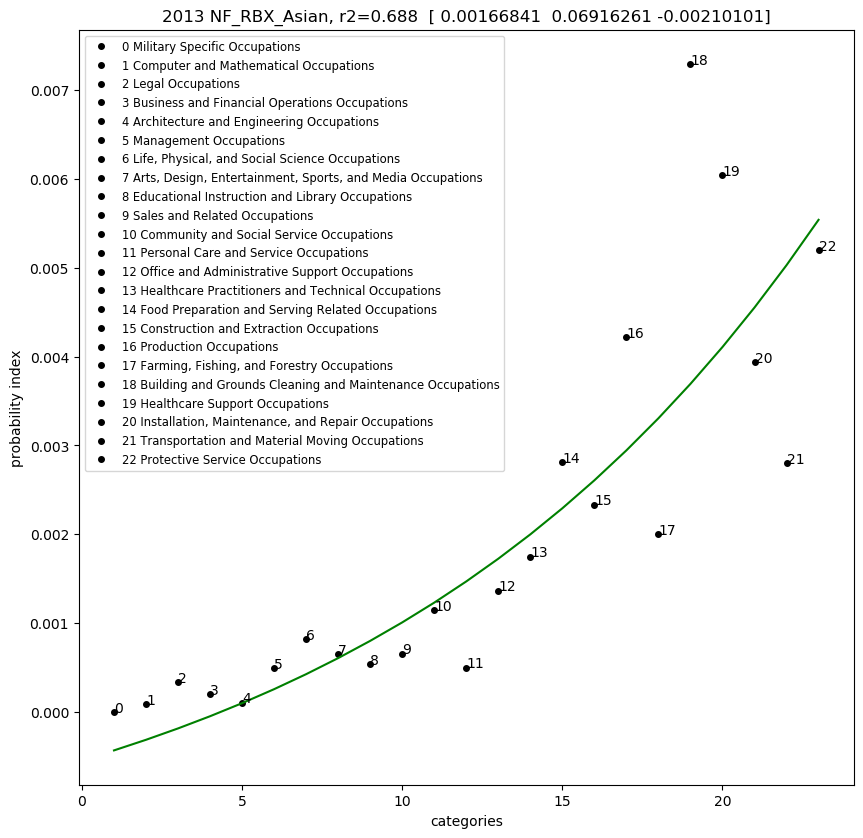 2013 NF_RBX_Asian, r2=0.688  [ 0.00166841  0.06916261 -0.00210101]
0 Military Specific Occupations
1 Computer and Mathematical Occupations
2 Legal Occupations
3 Business and Financial Operations Occupations
4 Architecture and Engineering Occupations
5 Management Occupations
6 Life, Physical, and Social Science Occupations
7 Arts, Design, Entertainment, Sports, and Media Occupations
8 Educational Instruction and Library Occupations
9 Sales and Related Occupations
10 Community and Social Service Occupations
11 Personal Care and Service Occupations
12 Office and Administrative Support Occupations
13 Healthcare Practitioners and Technical Occupations
14 Food Preparation and Serving Related Occupations
15 Construction and Extraction Occupations
16 Production Occupations
17 Farming, Fishing, and Forestry Occupations
18 Building and Grounds Cleaning and Maintenance Occupations
19 Healthcare Support Occupations
20 Installation, Maintenance, and Repair Occupations
21 Transportation and Material Moving Occupations
22 Protective Service Occupations
probability index
0.007
0.006
0.005
0.004
0.003
0.002
0.001
0.000
0
1
2
3
4
5
6
7
8
9
10
11
12
13
14
15
16
17
18
19
20
21
22
0
5
10
15
20
categories